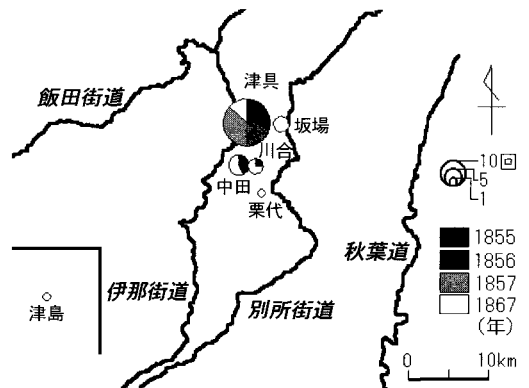 津具
飯田街道
坂場
川合
中田
栗代
秋葉道
伊那街道
別所街道
津島
10回
5
1
1855
1856
1857
1867
(年)
0 10km